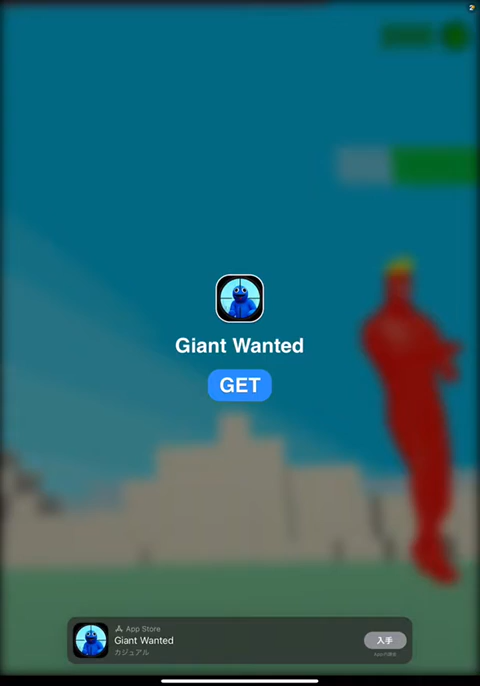 Giant Wanted
GET
App Store
Giant Wanted
カジュアル
入手